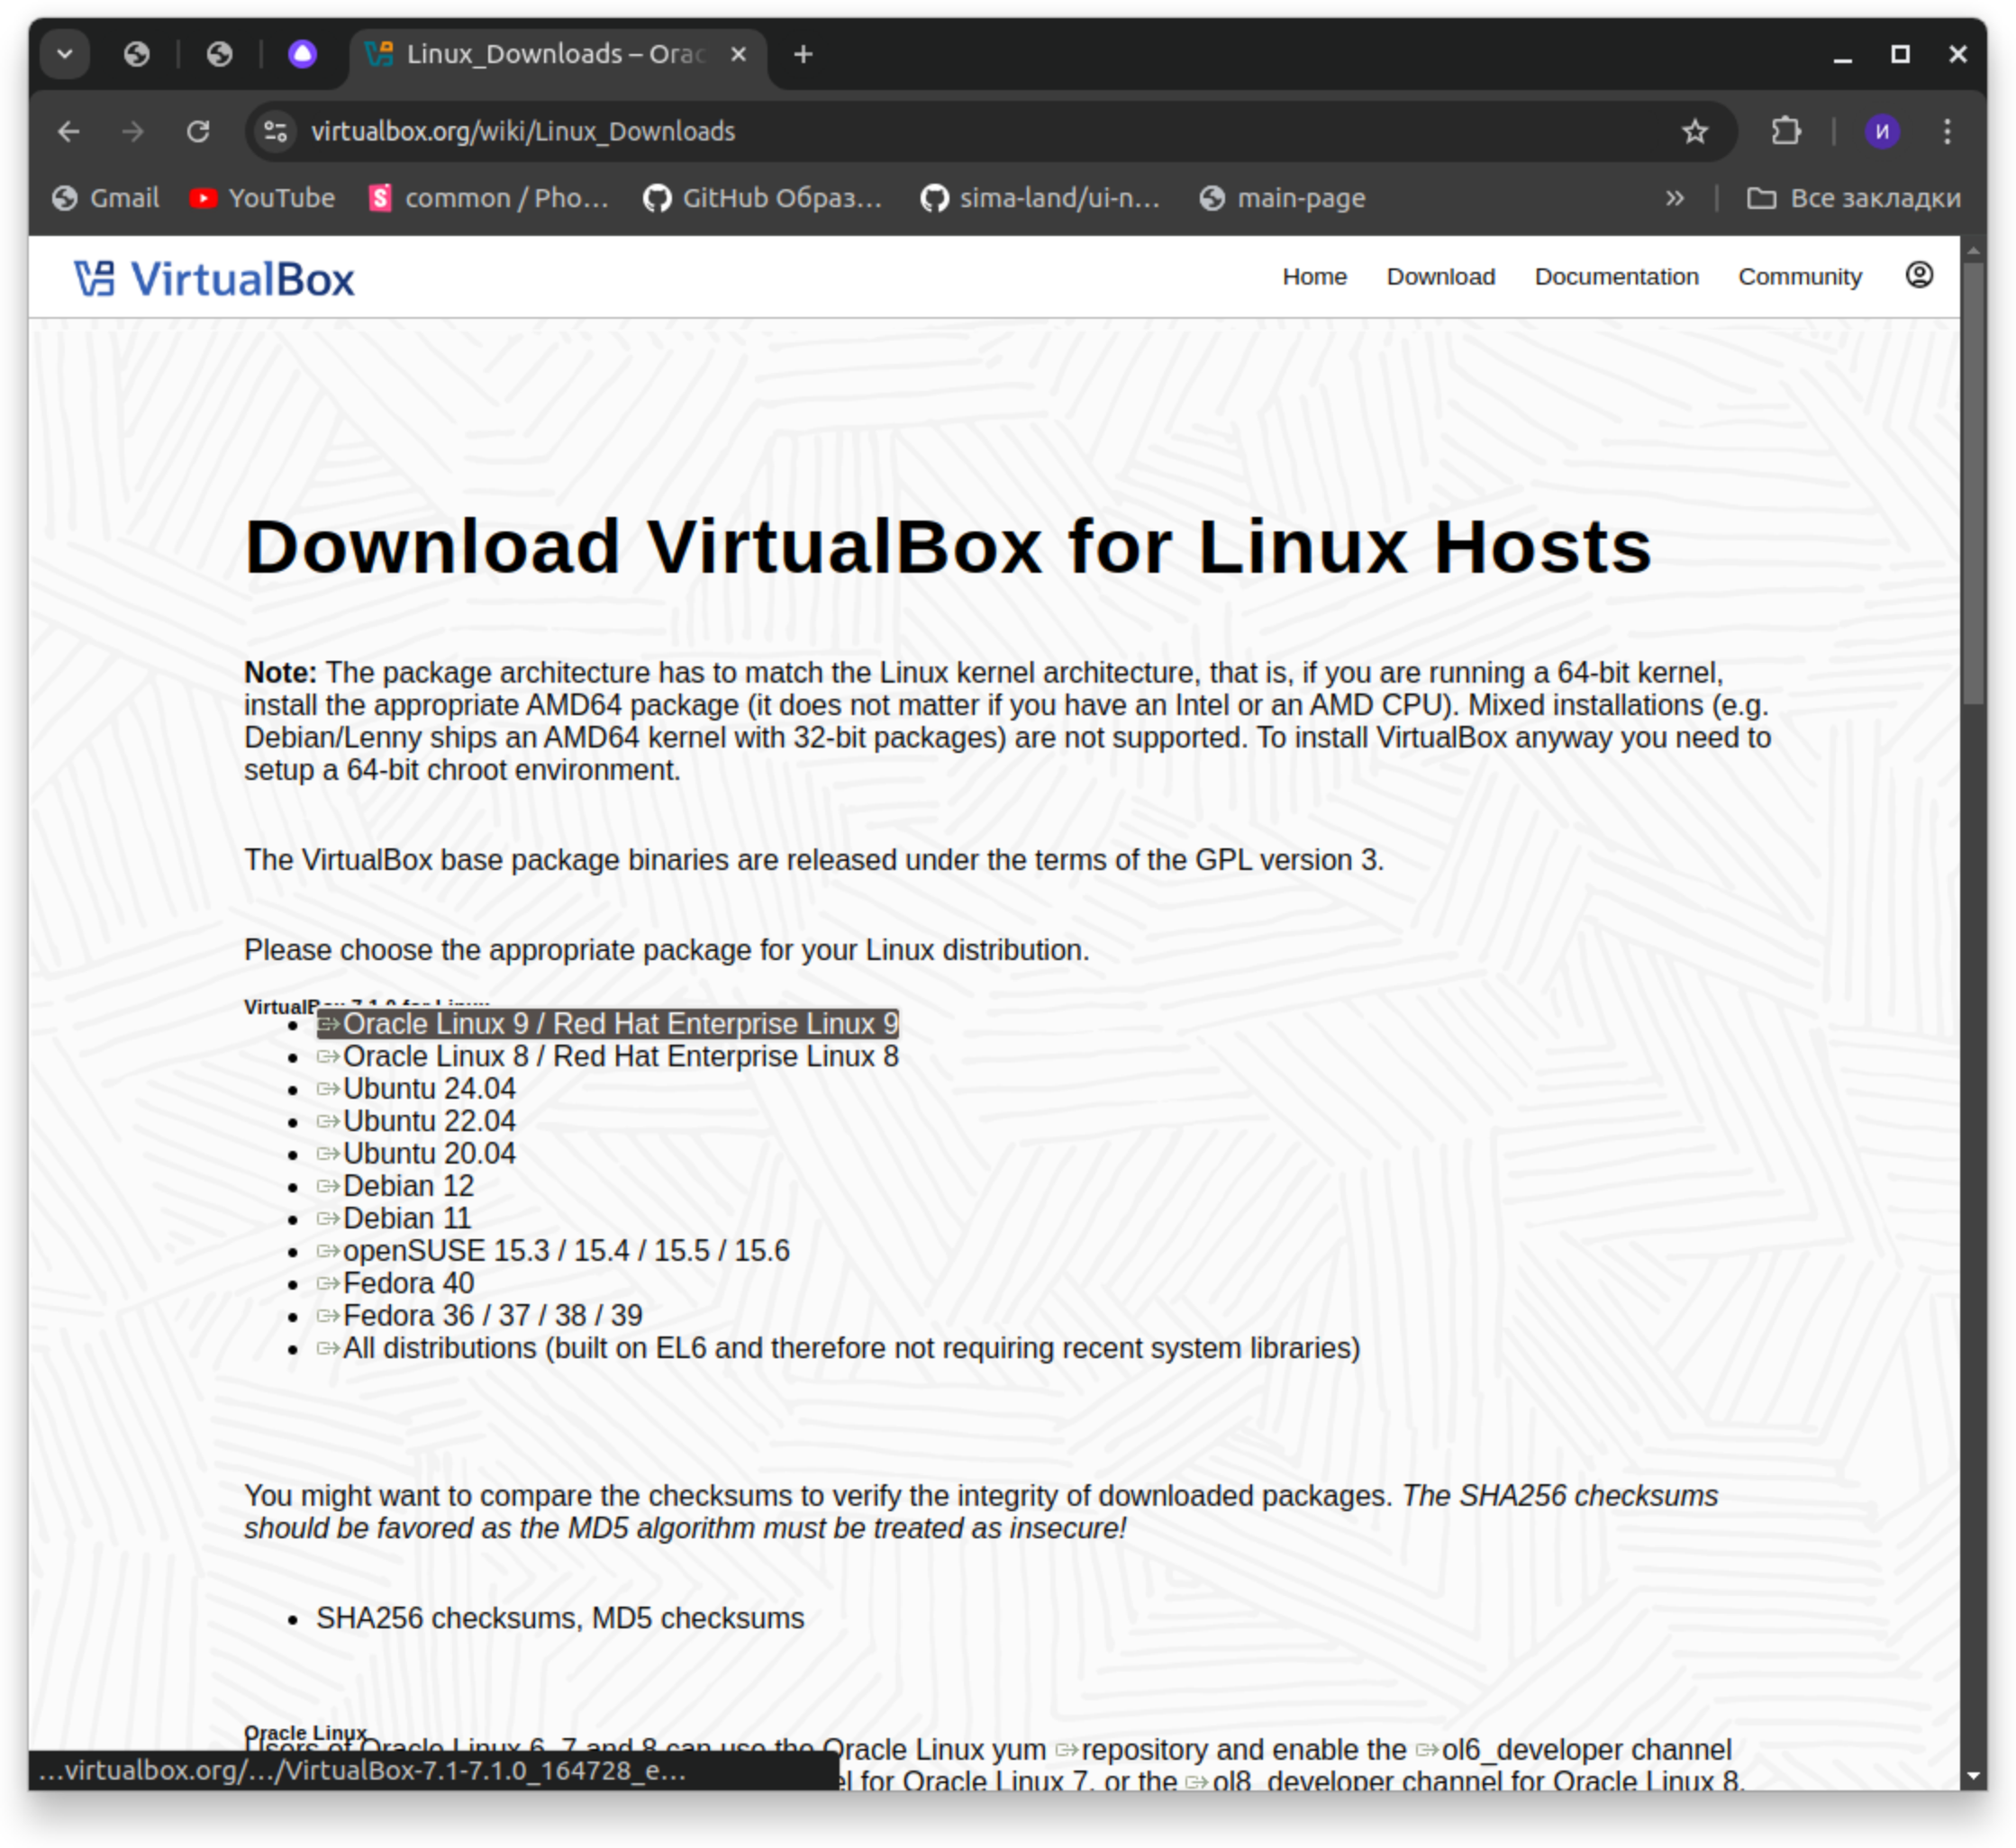 Linux_Downloads – Orac
virtualbox.org/wiki/Linux_Downloads
И
Gmail
YouTube
common / Pho...
GitHub Образ...
sima-land/ui-n...
main-page
Все закладки
VirtualBox
Home
Download
Documentation
Community
Download VirtualBox for Linux Hosts
Note: The package architecture has to match the Linux kernel architecture, that is, if you are running a 64-bit kernel,
install the appropriate AMD64 package (it does not matter if you have an Intel or an AMD CPU). Mixed installations (e.g.
Debian/Lenny ships an AMD64 kernel with 32-bit packages) are not supported. To install VirtualBox anyway you need to
setup a 64-bit chroot environment.
The VirtualBox base package binaries are released under the terms of the GPL version 3.
Please choose the appropriate package for your Linux distribution.
VirtualBox 7.1.0 for Linux
Oracle Linux 9 / Red Hat Enterprise Linux 9
Oracle Linux 8 / Red Hat Enterprise Linux 8
Ubuntu 24.04
Ubuntu 22.04
Ubuntu 20.04
Debian 12
Debian 11
openSUSE 15.3 / 15.4 / 15.5 / 15.6
Fedora 40
Fedora 36 / 37 / 38 / 39
All distributions (built on EL6 and therefore not requiring recent system libraries)
You might want to compare the checksums to verify the integrity of downloaded packages. The SHA256 checksums
should be favored as the MD5 algorithm must be treated as insecure!
SHA256 checksums, MD5 checksums
Oracle Linux
Users of Oracle Linux 6, 7 and 8 can use the Oracle Linux yum repository and enable the ol6_developer channel
el for Oracle Linux 7, or the ol8_developer channel for Oracle Linux 8.
...virtualbox.org/.../VirtualBox-7.1-7.1.0_164728_e...